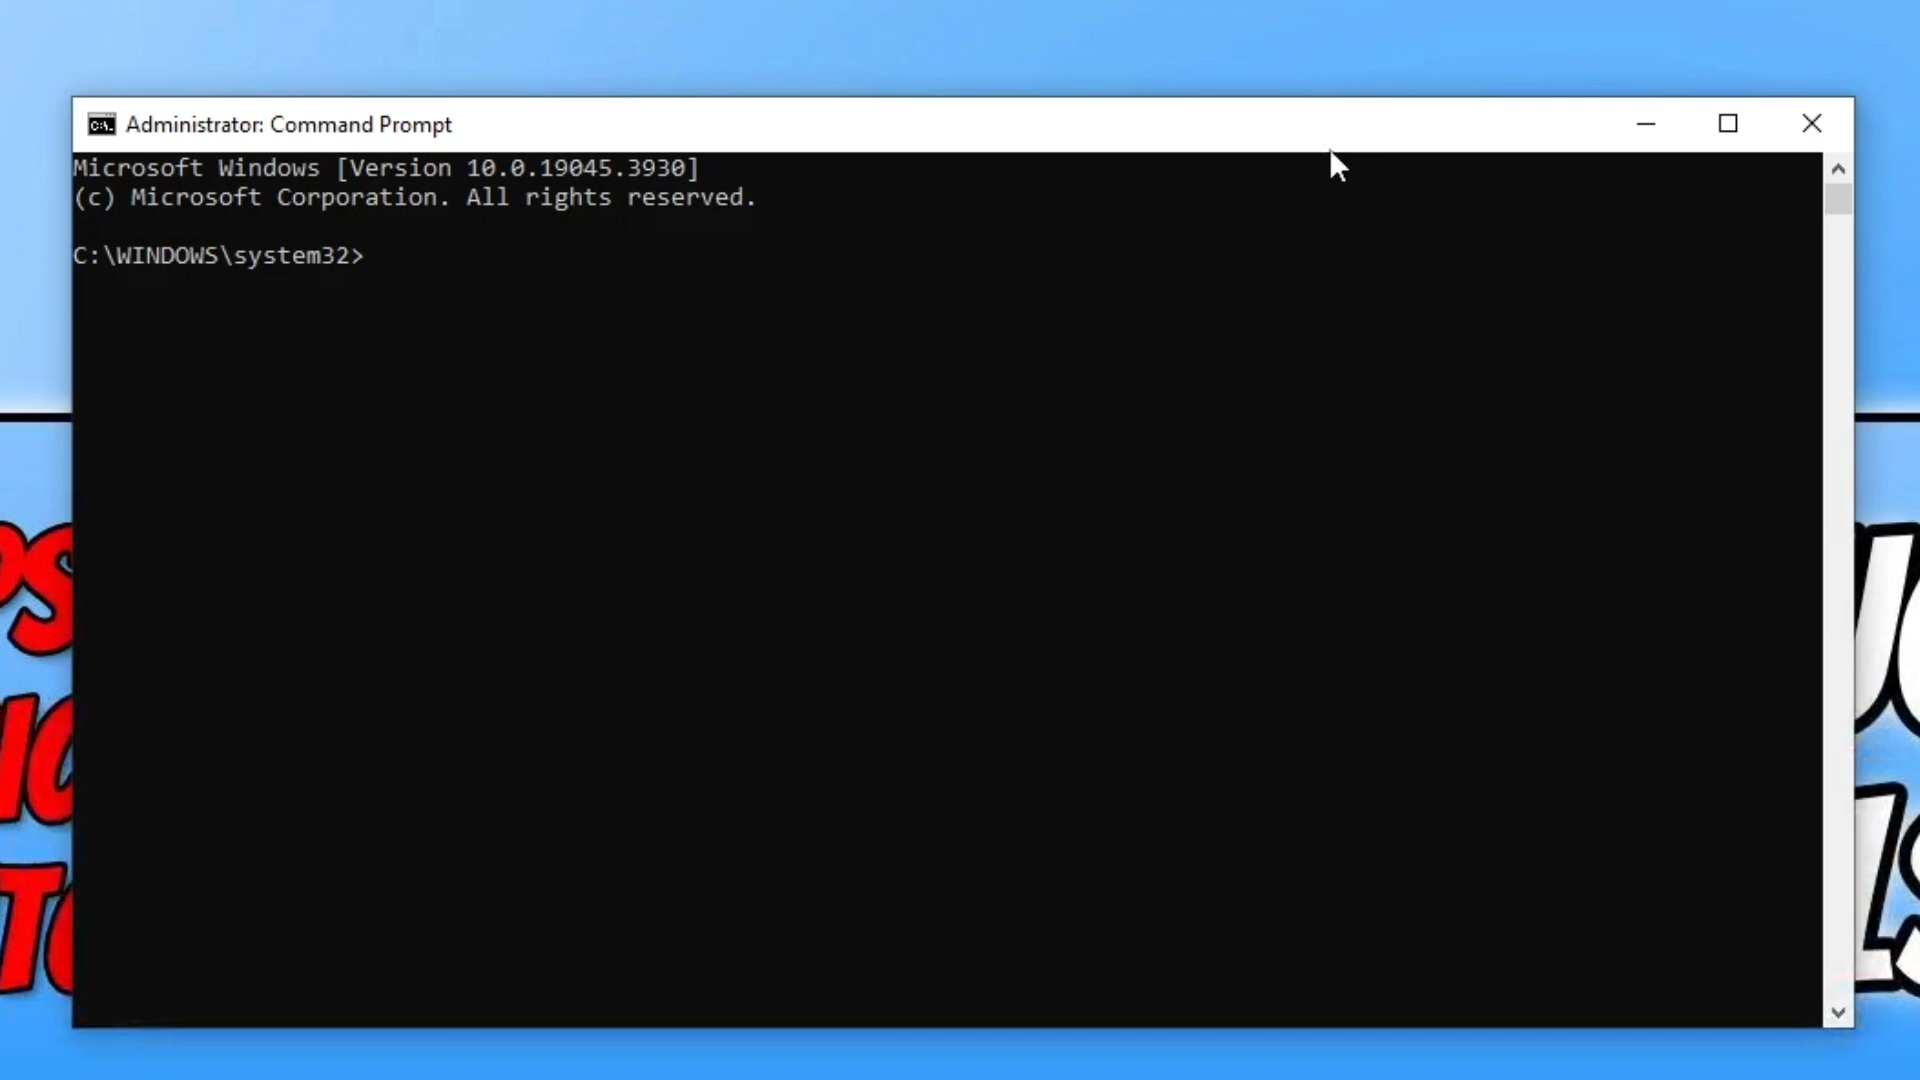 Administrator: Command Prompt
Microsoft Windows [Version 10.0.19045.3930]
(c) Microsoft Corporation. All rights reserved.
C:\WINDOWS\system32>